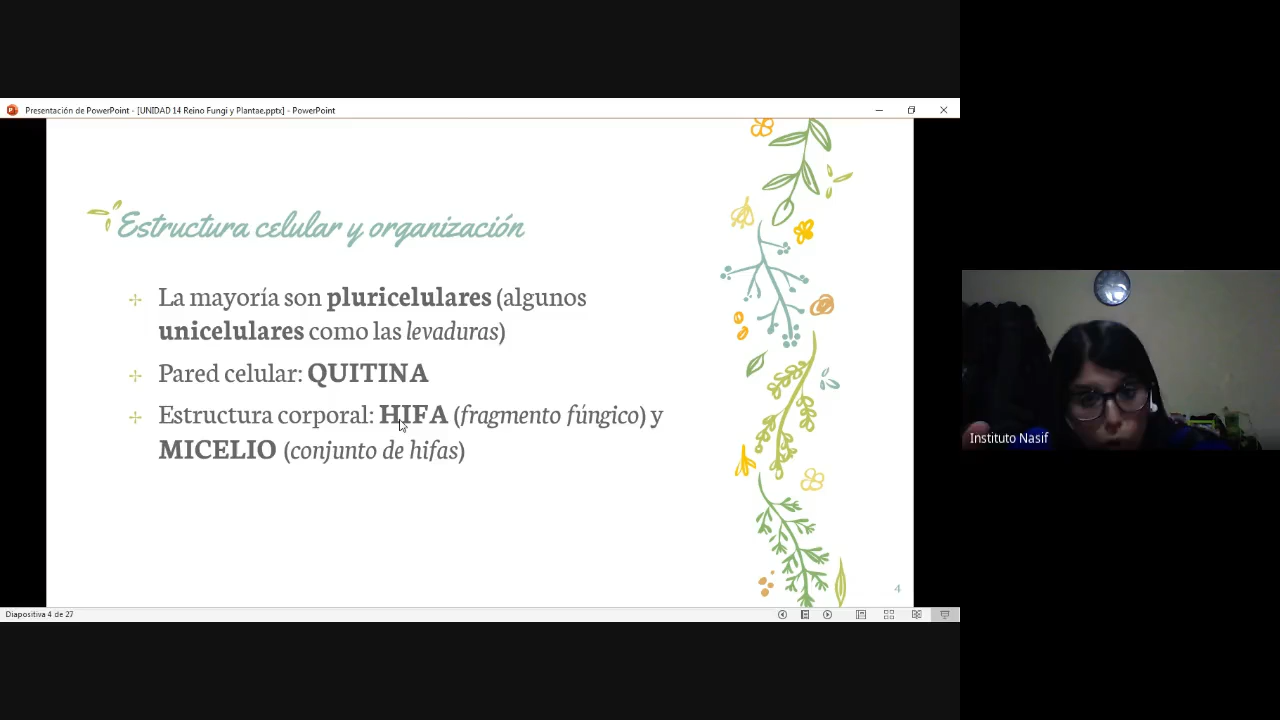 Presentación de PowerPoint - [UNIDAD 14 Reino Fungi y Plantae.pptx] - PowerPoint
Estructura celular y organización
La mayoría son pluricelulares (algunos
unicelulares como las levaduras)
Pared celular: QUITINA
Estructura corporal: HIFA (fragmento fúngico) y
MICELIO (conjunto de hifas)
4
Diapositiva 4 de 27
Instituto Nasif